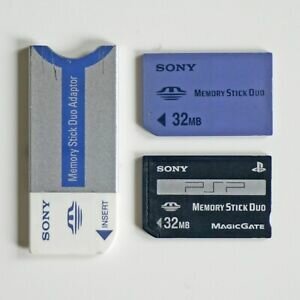 Memory Stick Duo Adaptor
SONY
INSERT
SONY
MEMORY STICK DUO
32MB
SONY
PSP
MEMORY STICK DUO
32MB
MAGICGATE